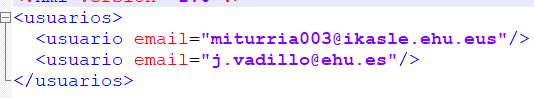 <usuarios>
<usuario email="miturria003@ikasle.ehu.eus"/>
<usuario email="j.vadillo@ehu.es"/>
</usuarios>